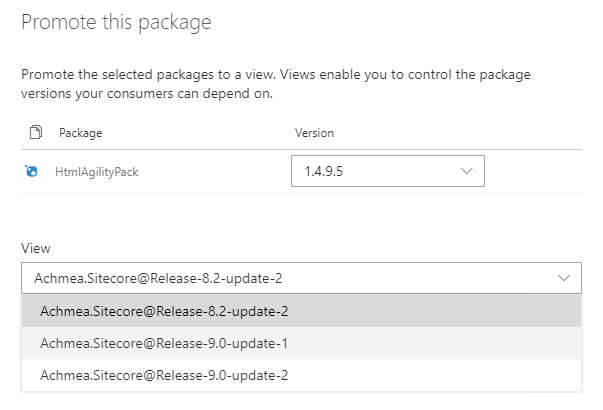 Promote this package
Promote the selected packages to a view. Views enable you to control the package
versions your consumers can depend on.
Package Version
HtmlAgilityPack 1.4.9.5
View
Achmea.Sitecore@Release-8.2-update-2
Achmea.Sitecore@Release-8.2-update-2
Achmea.Sitecore@Release-9.0-update-1
Achmea.Sitecore@Release-9.0-update-2